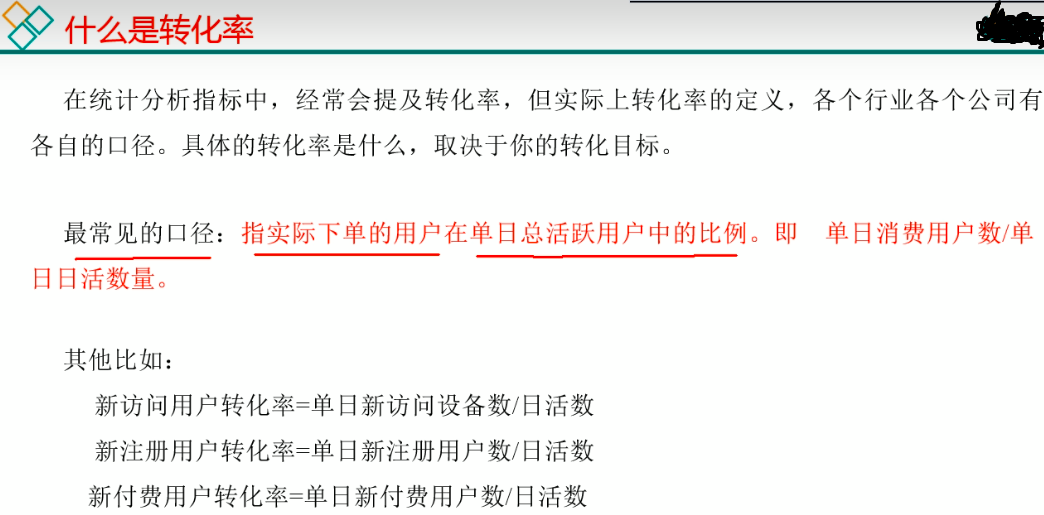 什么是转化率
在统计分析指标中，经常会提及转化率，但实际上转化率的定义，各个行业各个公司有
各自的口径。具体的转化率是什么，取决于你的转化目标。
最常见的口径：指实际下单的用户在单日总活跃用户中的比例。即 单日消费用户数/单
日日活数量。
其他比如：
新访问用户转化率=单日新访问设备数/日活数
新注册用户转化率=单日新注册用户数/日活数
新付费用户转化率=单日新付费用户数/日活数